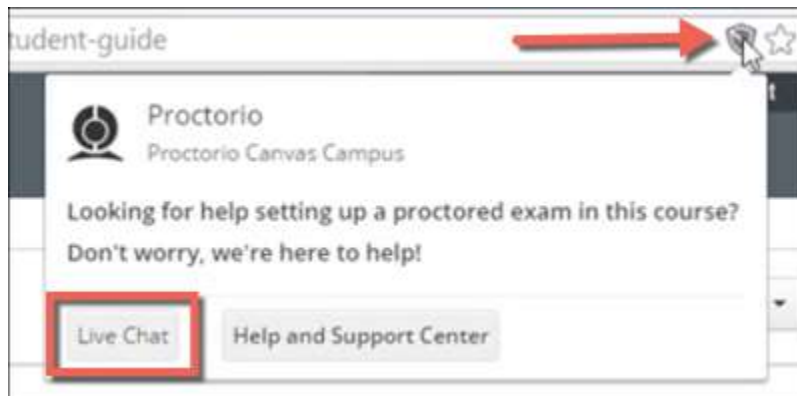 tudent-guide
t
Proctorio
Proctorio Canvas Campus
Looking for help setting up a proctored exam in this course?
Don't worry, we're here to help!
Live Chat
Help and Support Center